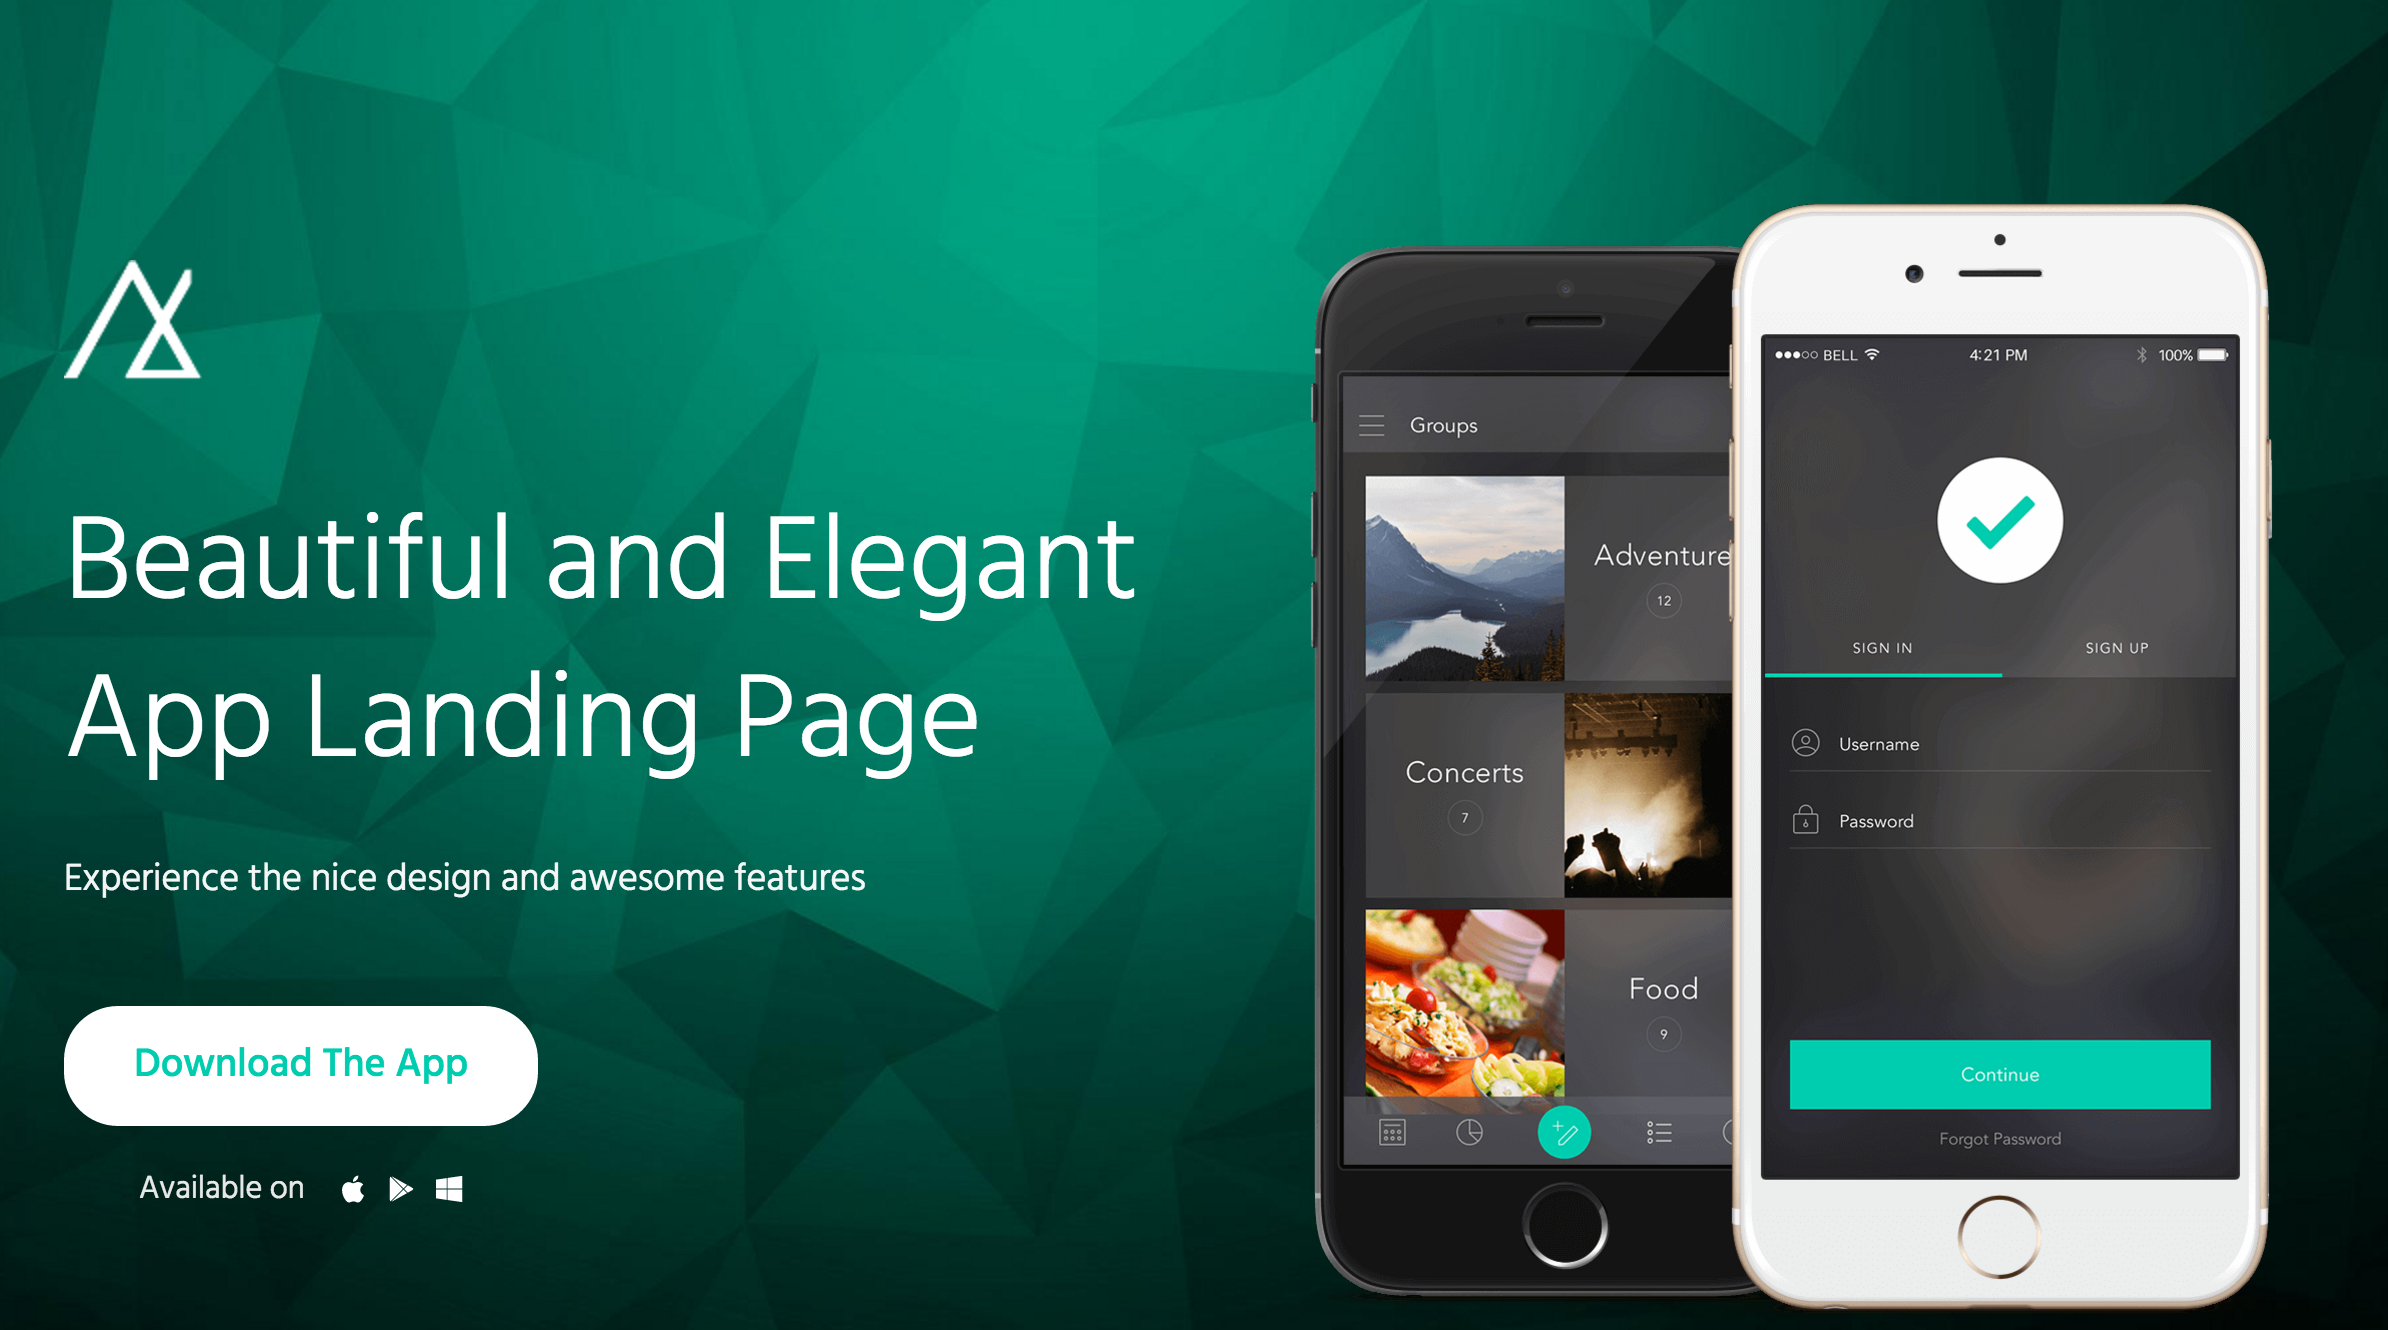 Beautiful and Elegant
App Landing Page
Experience the nice design and awesome features
Download The App
Available on
Groups
Adventure
12
Concerts
7
Food
9
BELL
4:21 PM
100%
SIGN IN
SIGN UP
Username
Password
Continue
Forgot Password